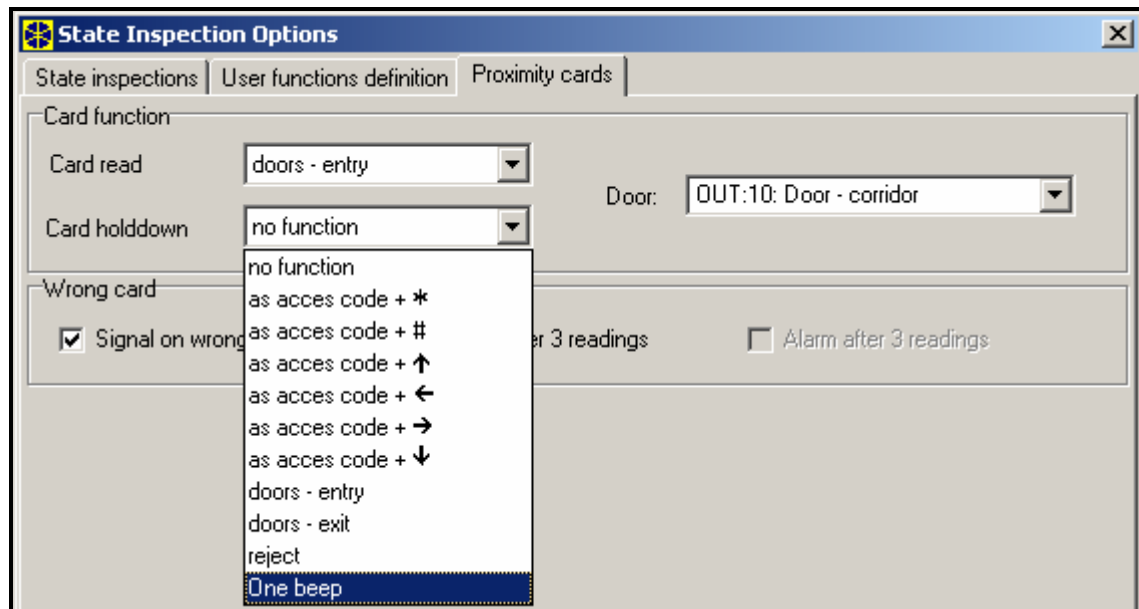 State Inspection Options
State inspections User functions definition Proximity cards
Card function
Card read doors - entry
Door: OUT:10: Door - corridor
Card holddown no function
no function
Wrong card
as acces code + *
Signal on wrong er 3 readings Alarm after 3 readings
as acces code + #
as acces code + ↑
as acces code + ←
as acces code + →
as acces code + ↓
doors - entry
doors - exit
reject
One beep